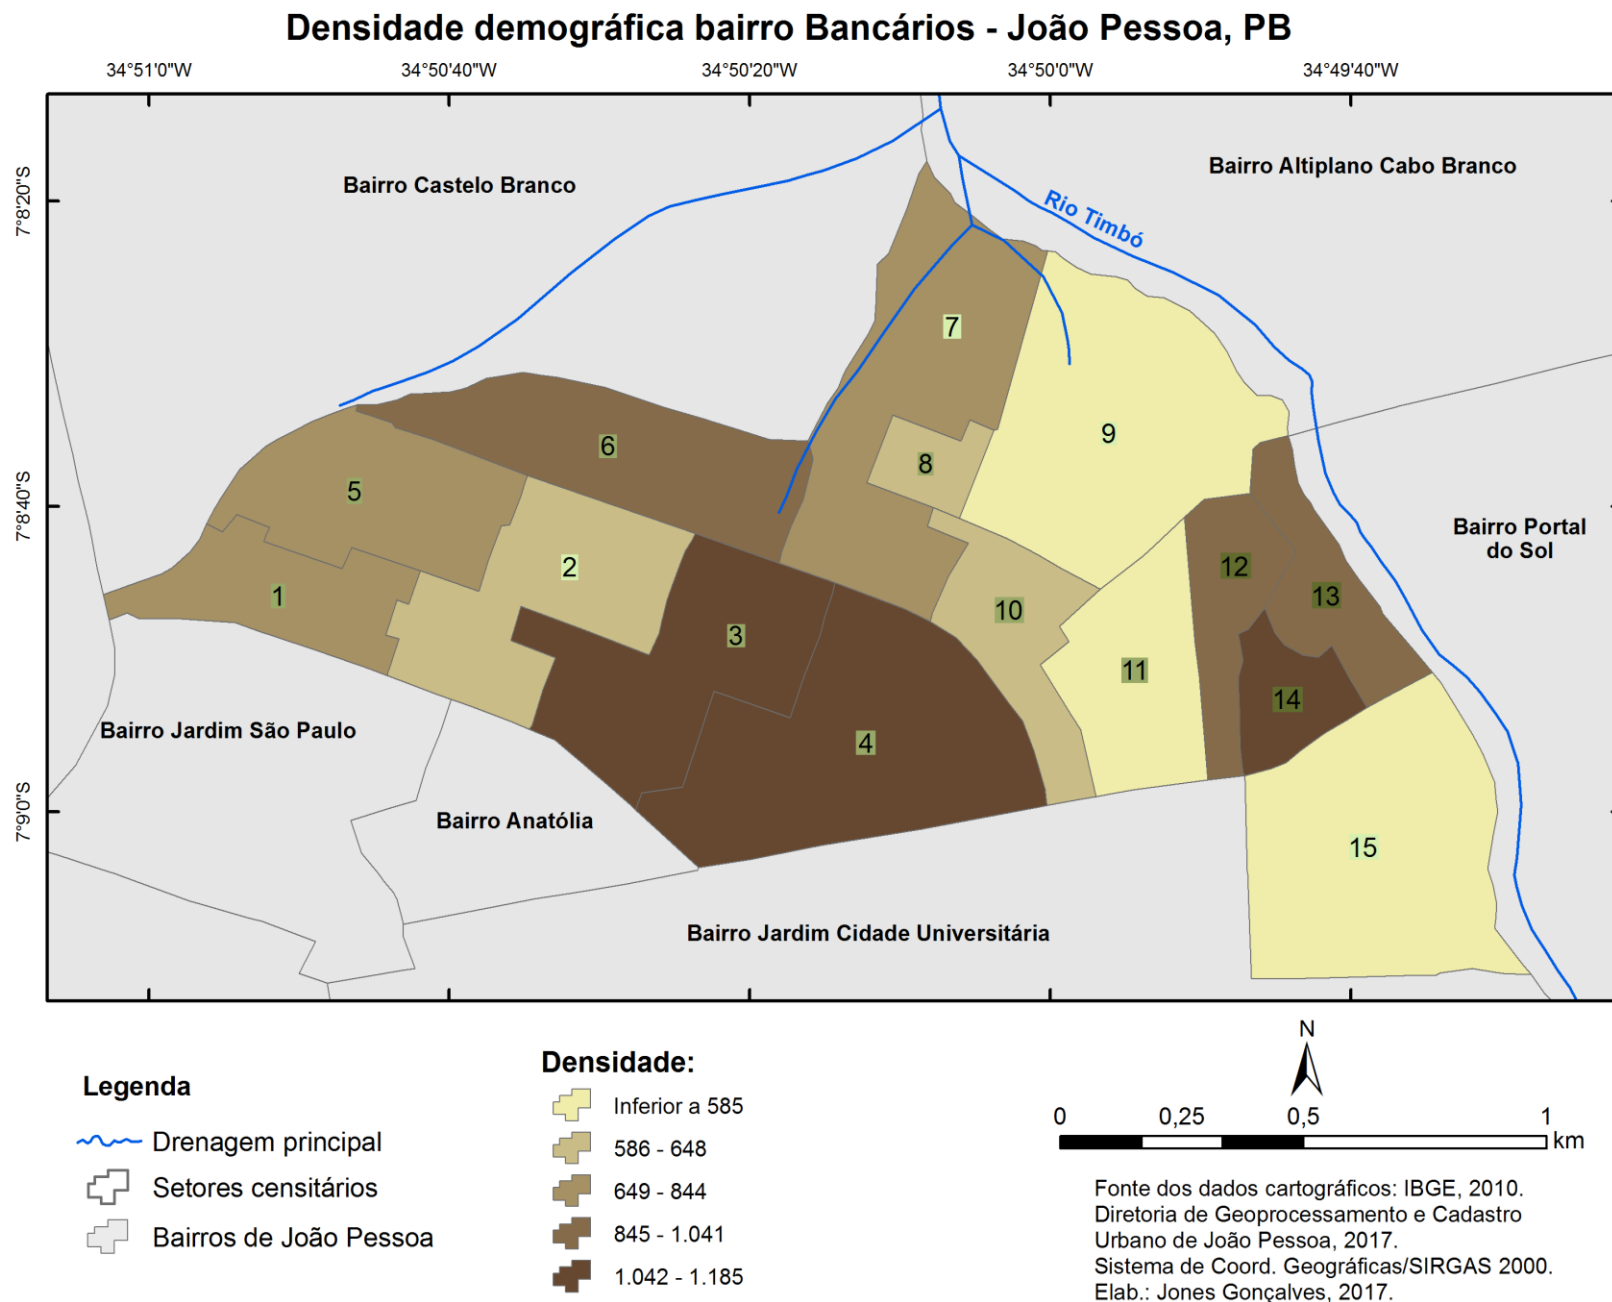 Densidade demográfica bairro Bancários - João Pessoa, PB
34°51'0"W 34°50'40"W 34°50'20"W 34°50'0"W 34°49'40"W
7°8'20"S
7°8'40"S
7°9'0"S
Bairro Castelo Branco
Bairro Altiplano Cabo Branco
Rio Timbó
7
9
6
8
5
Bairro Portal
do Sol
2
12
1
13
10
3
11
14
Bairro Jardim São Paulo
4
Bairro Anatólia
15
Bairro Jardim Cidade Universitária
Legenda
Drenagem principal
Setores censitários
Bairros de João Pessoa
Densidade:
Inferior a 585
586 - 648
649 - 844
845 - 1.041
1.042 - 1.185
N
0 0,25 0,5 1
km
Fonte dos dados cartográficos: IBGE, 2010.
Diretoria de Geoprocessamento e Cadastro
Urbano de João Pessoa, 2017.
Sistema de Coord. Geográficas/SIRGAS 2000.
Elab.: Jones Gonçalves, 2017.